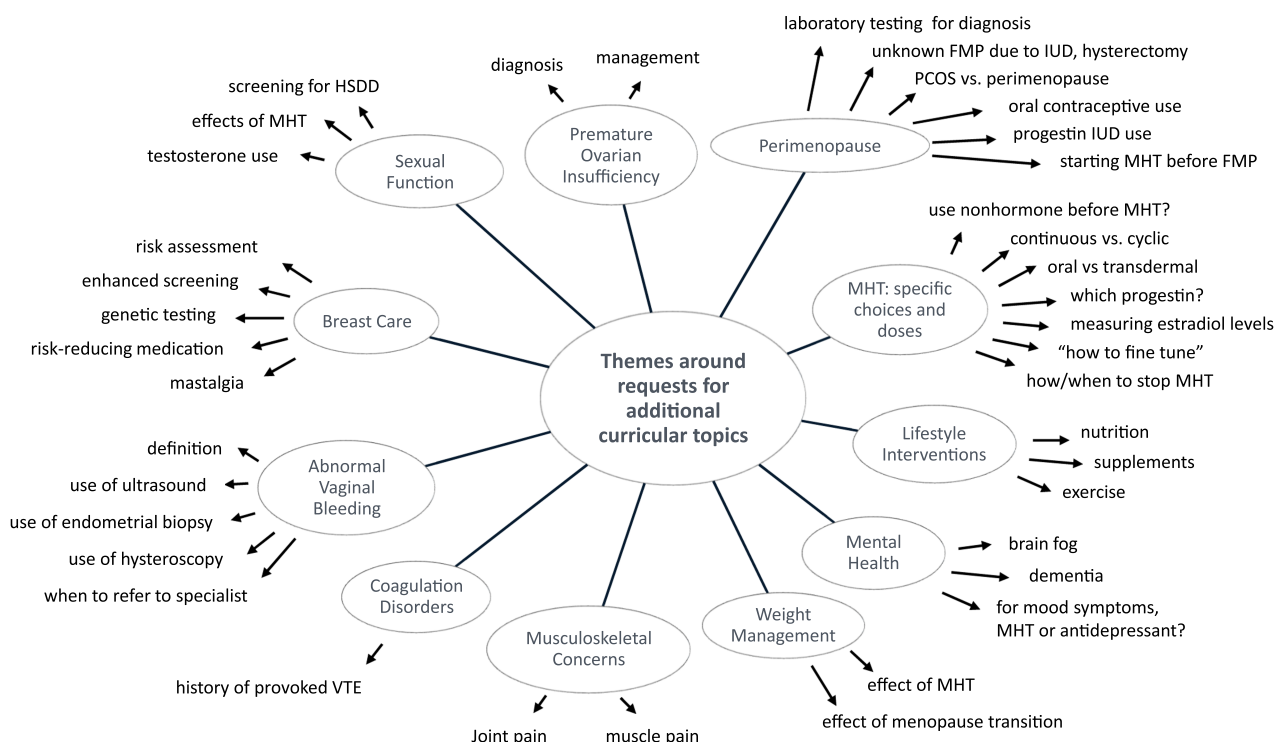 laboratory testing for diagnosis
unknown FMP due to IUD, hysterectomy
PCOS vs. perimenopause
oral contraceptive use
progestin IUD use
starting MHT before FMP
Perimenopause
diagnosis
management
Premature
Ovarian
Insufficiency
screening for HSDD
effects of MHT
testosterone use
Sexual
Function
use nonhormone before MHT?
continuous vs. cyclic
oral vs transdermal
which progestin?
measuring estradiol levels
“how to fine tune”
how/when to stop MHT
MHT: specific
choices and
doses
risk assessment
enhanced screening
genetic testing
risk-reducing medication
mastalgia
Breast Care
Themes around
requests for
additional
curricular topics
Lifestyle
Interventions
nutrition
supplements
exercise
definition
use of ultrasound
use of endometrial biopsy
use of hysteroscopy
when to refer to specialist
Abnormal
Vaginal
Bleeding
Mental
Health
brain fog
dementia
for mood symptoms,
MHT or antidepressant?
Coagulation
Disorders
history of provoked VTE
Musculoskeletal
Concerns
Joint pain
muscle pain
Weight
Management
effect of MHT
effect of menopause transition